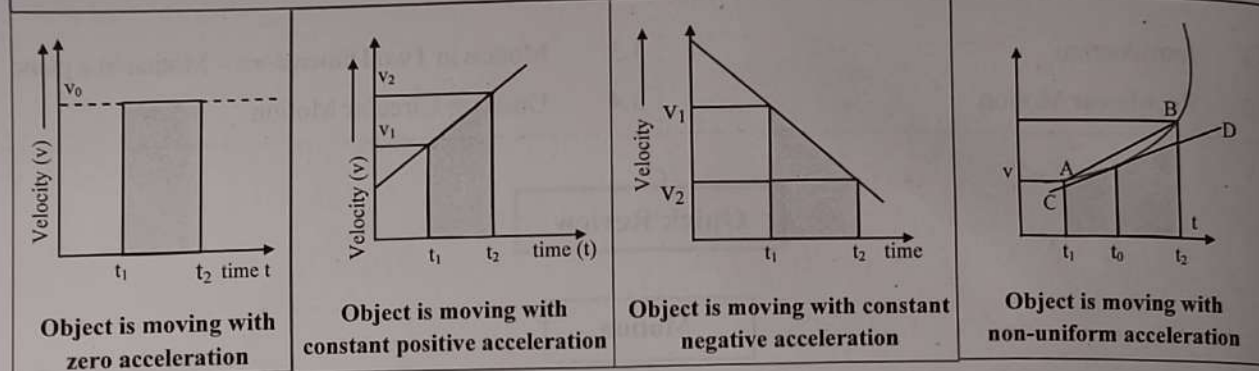 Velocity (v)
v₀
t₁
t₂ time t
Object is moving with
zero acceleration
Velocity (v)
v₂
v₁
t₁
t₂
time (t)
Object is moving with
constant positive acceleration
Velocity
V₁
V₂
t₁
t₂ time
Object is moving with constant
negative acceleration
B
D
v
A
C
t
t₁
t₀
t₂
Object is moving with
non-uniform acceleration